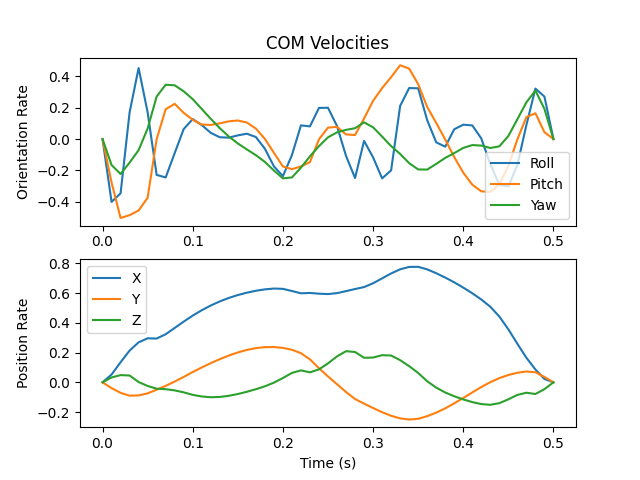 COM Velocities
Orientation Rate
0.4
0.2
0.0
−0.2
−0.4
Roll
Pitch
Yaw
0.0 0.1 0.2 0.3 0.4 0.5
Position Rate
0.8
0.6
0.4
0.2
0.0
−0.2
X
Y
Z
0.0 0.1 0.2 0.3 0.4 0.5
Time (s)